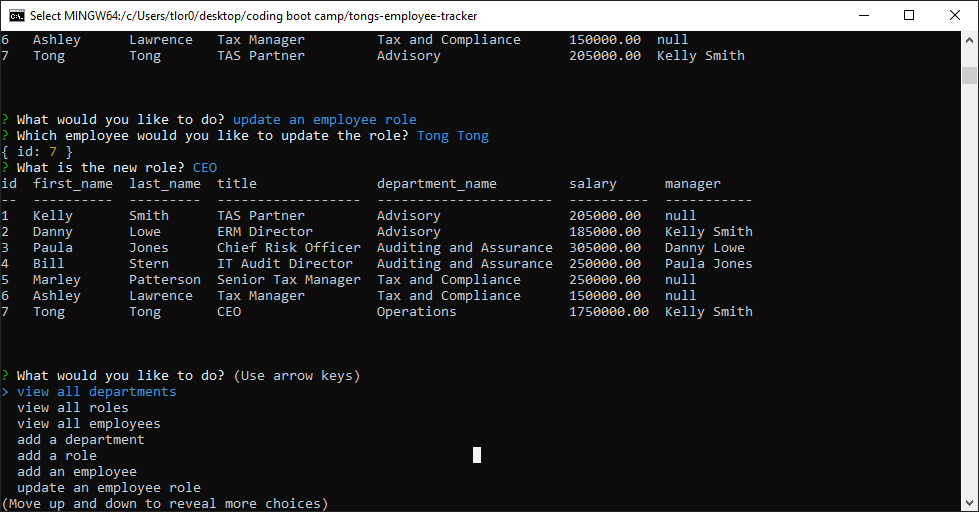 Select MINGW64:/c/Users/tlor0/desktop/coding boot camp/tongs-employee-tracker
6   Ashley      Lawrence   Tax Manager         Tax and Compliance      150000.00  null
7   Tong        Tong       TAS Partner         Advisory                205000.00  Kelly Smith
? What would you like to do? update an employee role
? Which employee would you like to update the role? Tong Tong
{ id: 7 }
? What is the new role? CEO
id  first_name  last_name  title               department_name         salary      manager
--  ----------  ---------  ------------------  ----------------------  ----------  -----------
1   Kelly       Smith      TAS Partner         Advisory                205000.00   null
2   Danny       Lowe       ERM Director        Advisory                185000.00   Kelly Smith
3   Paula       Jones      Chief Risk Officer  Auditing and Assurance  305000.00   Danny Lowe
4   Bill        Stern      IT Audit Director   Auditing and Assurance  250000.00   Paula Jones
5   Marley      Patterson  Senior Tax Manager  Tax and Compliance      250000.00   null
6   Ashley      Lawrence   Tax Manager         Tax and Compliance      150000.00   null
7   Tong        Tong       CEO                 Operations              1750000.00  Kelly Smith
? What would you like to do? (Use arrow keys)
> view all departments
  view all roles
  view all employees
  add a department
  add a role
  add an employee
  update an employee role
(Move up and down to reveal more choices)